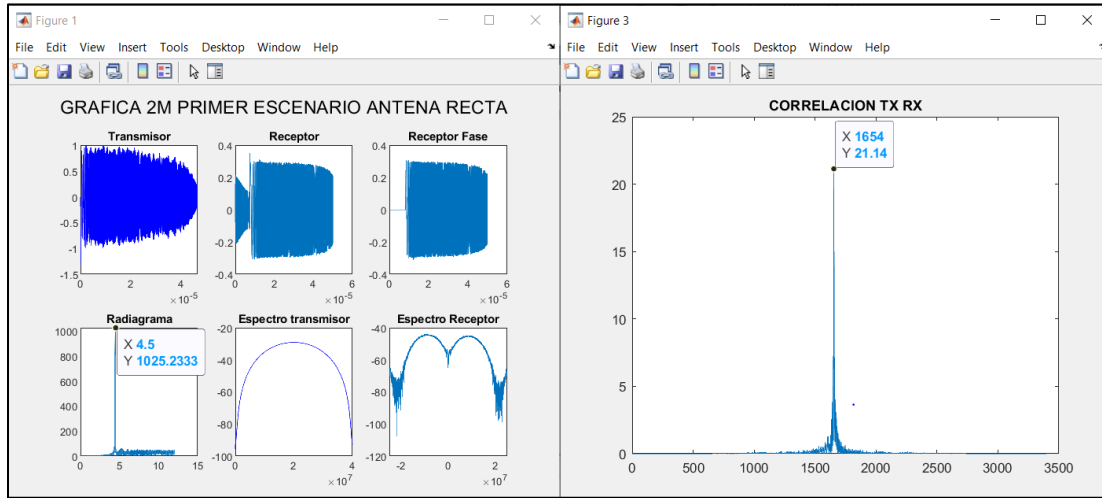 Figure 1
File Edit View Insert Tools Desktop Window Help
GRAFICA 2M PRIMER ESCENARIO ANTENA RECTA
Transmisor
1
0.5
0
-0.5
-1
-1.5
0 2 4
×10⁻⁵
Receptor
0.4
0.2
0
-0.2
-0.4
0 2 4 6
×10⁻⁵
Receptor Fase
0.4
0.2
0
-0.2
-0.4
0 2 4 6
×10⁻⁵
Radiagrama
1000
800
600
400
200
0
X 4.5
Y 1025.2333
0 5 10 15
Espectro transmisor
-20
-40
-60
-80
-100
0 2 4
×10⁷
Espectro Receptor
-40
-60
-80
-100
-120
-2 0 2
×10⁷
Figure 3
File Edit View Insert Tools Desktop Window Help
CORRELACION TX RX
25
20
15
10
5
0
X 1654
Y 21.14
0 500 1000 1500 2000 2500 3000 3500